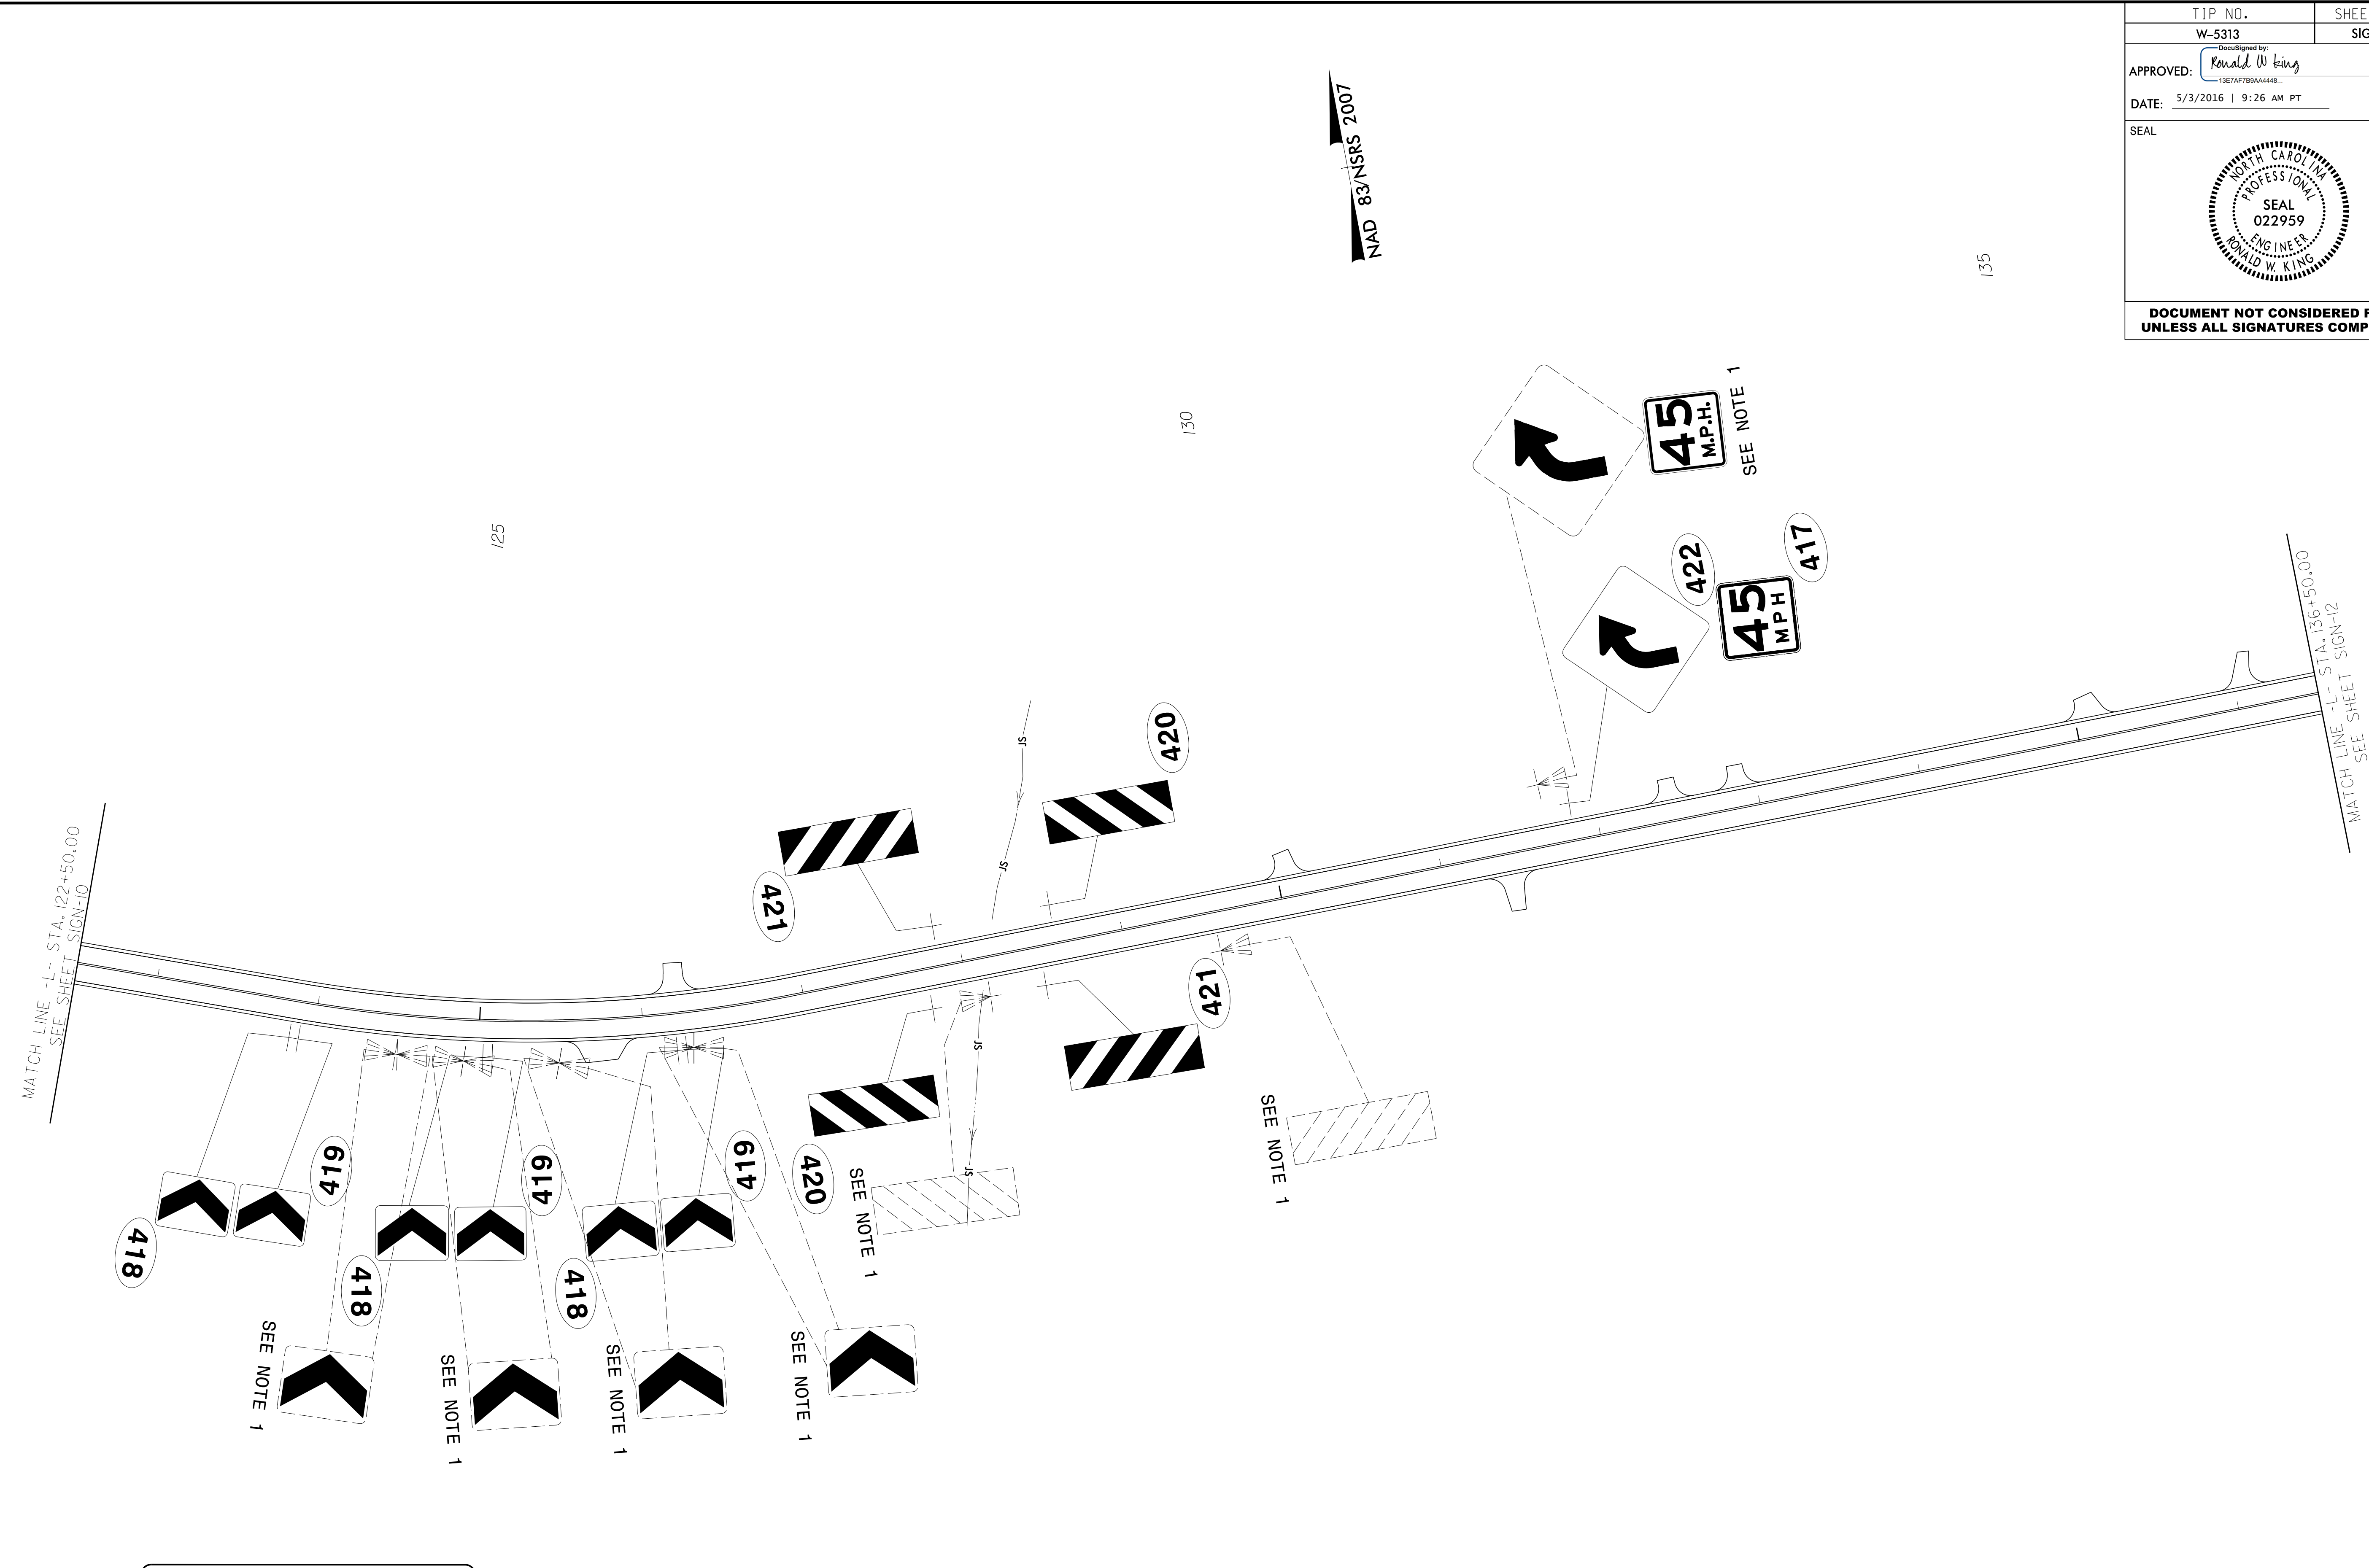 TIP NO.
SHEE
W-5313
SIG
DocuSigned by:
Ronald W King
APPROVED:
13E7AF7B9AA4448...
DATE: 5/3/2016 | 9:26 AM PT
SEAL
NORTH CAROLINA
PROFESSIONAL
SEAL
022959
ENGINEER
RONALD W. KING
DOCUMENT NOT CONSIDERED F
UNLESS ALL SIGNATURES COMP
NAD 83/NSRS 2007
125
130
135
45
M.P.H.
SEE NOTE 1
422
417
45
MPH
MATCH LINE -L- STA. 136+50.00
SEE SHEET SIGN-12
MATCH LINE -L- STA. 122+50.00
SEE SHEET SIGN-10
JS
JS
420
421
421
JS
JS
SEE NOTE 1
419
419
419
420
SEE NOTE 1
418
418
418
SEE NOTE 1
SEE NOTE 1
SEE NOTE 1
SEE NOTE 1